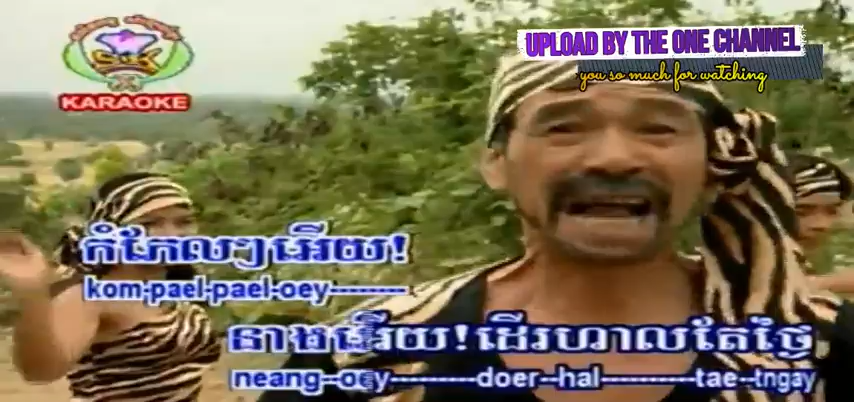 UPLOAD BY THE ONE CHANNEL
you so much for watching
KARAOKE
កំភែលៗអើយ!
kom-pael-pael-oey--------
នាងអើយ!ដើរហាលតែថ្ងៃ
neang--oey---------doer--hal----------tae--tngay